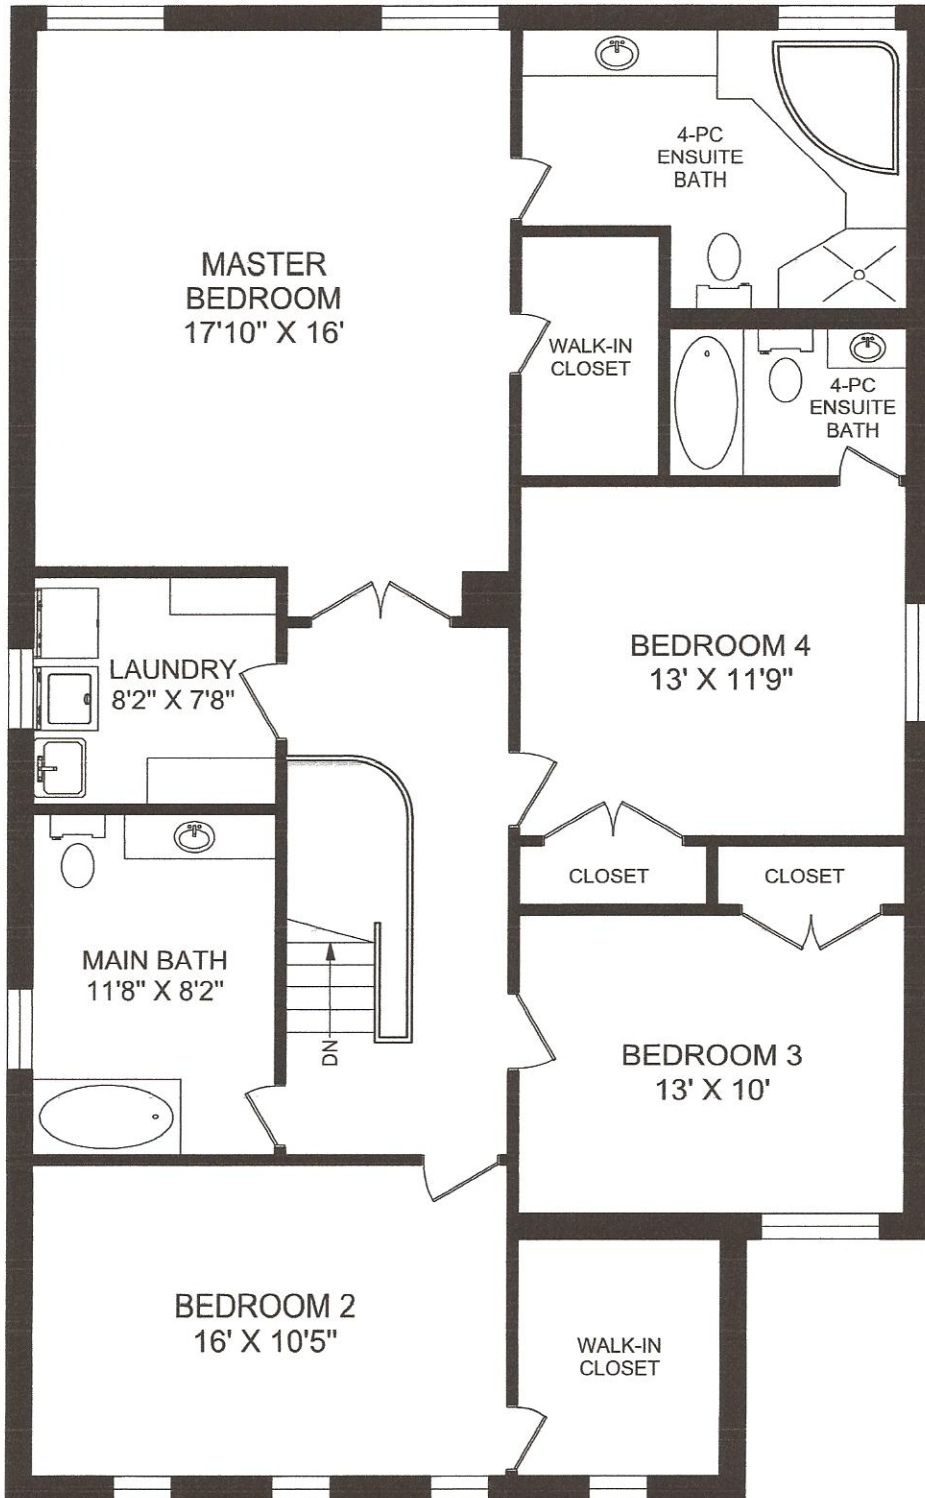 4-PC
ENSUITE
BATH
MASTER
BEDROOM
17'10" X 16'
WALK-IN
CLOSET
4-PC
ENSUITE
BATH
BEDROOM 4
13' X 11'9"
LAUNDRY
8'2" X 7'8"
CLOSET
CLOSET
MAIN BATH
11'8" X 8'2"
DN
BEDROOM 3
13' X 10'
BEDROOM 2
16' X 10'5"
WALK-IN
CLOSET